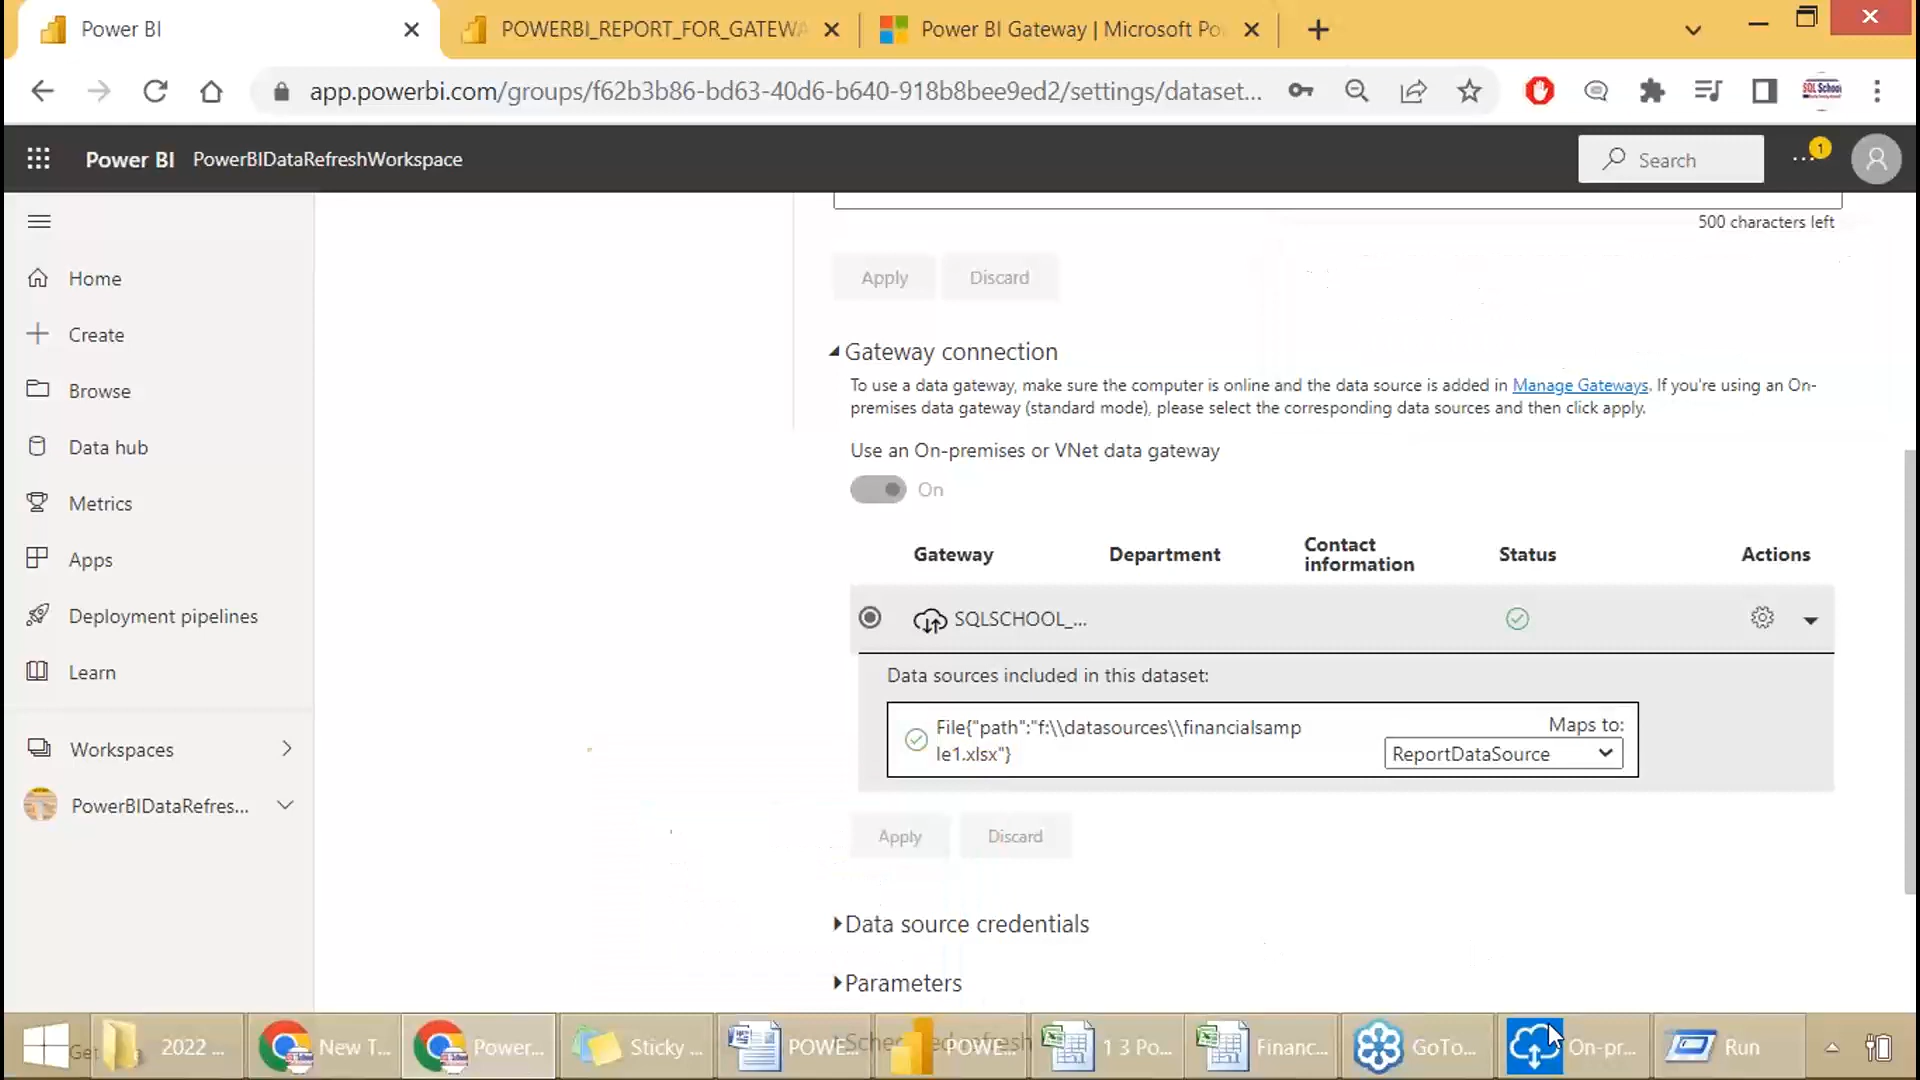 Power BI
POWERBI_REPORT_FOR_GATEWA
Power BI Gateway | Microsoft Po
app.powerbi.com/groups/f62b3b86-bd63-40d6-b640-918b8bee9ed2/settings/dataset...
SQL School
Power BI PowerBIDataRefreshWorkspace
Search
1
500 characters left
Home
Create
Browse
Data hub
Metrics
Apps
Deployment pipelines
Learn
Workspaces
PowerBIDataRefres...
Apply Discard
Gateway connection
To use a data gateway, make sure the computer is online and the data source is added in Manage Gateways. If you're using an On-
premises data gateway (standard mode), please select the corresponding data sources and then click apply.
Use an On-premises or VNet data gateway
On
Gateway Department Contact information Status Actions
SQLSCHOOL_...
Data sources included in this dataset:
File{"path":"f:\\datasources\\financialsamp
le1.xlsx"}
Maps to:
ReportDataSource
Apply Discard
Data source credentials
Parameters
Scheduled refresh
Get
2022 ...
New T...
Power...
Sticky ...
POWE...
POWE...
1 3 Po...
Financ...
GoTo...
On-pr...
Run